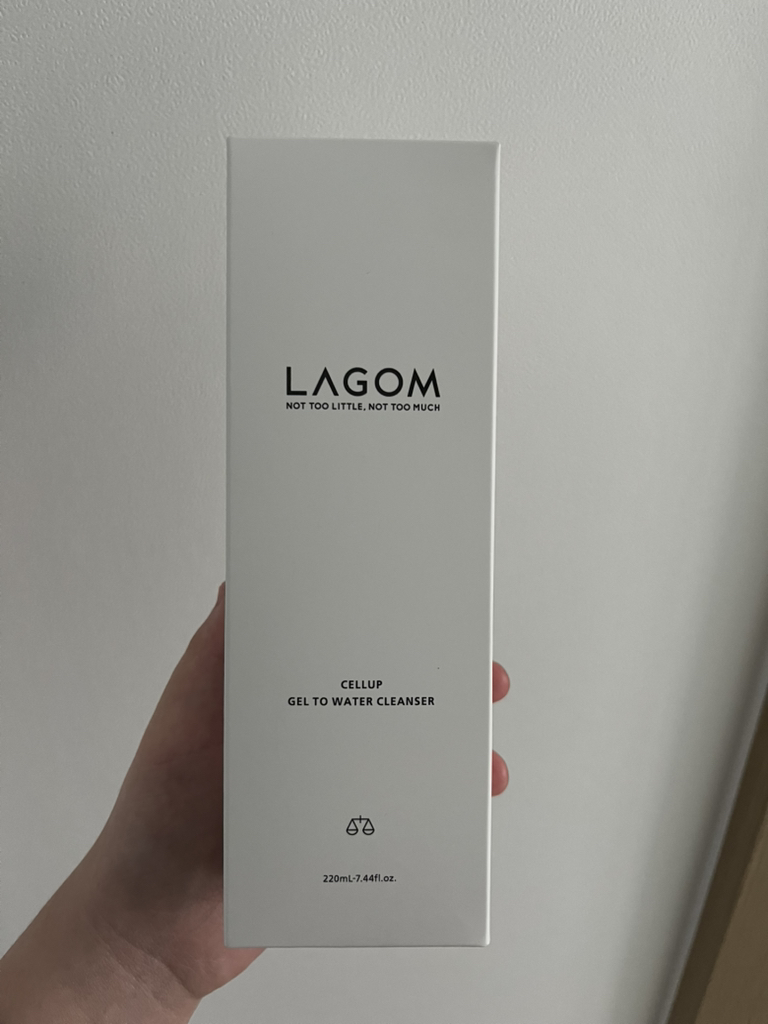 LAGOM
NOT TOO LITTLE, NOT TOO MUCH
CELLUP
GEL TO WATER CLEANSER
220mL·7.44fl.oz.